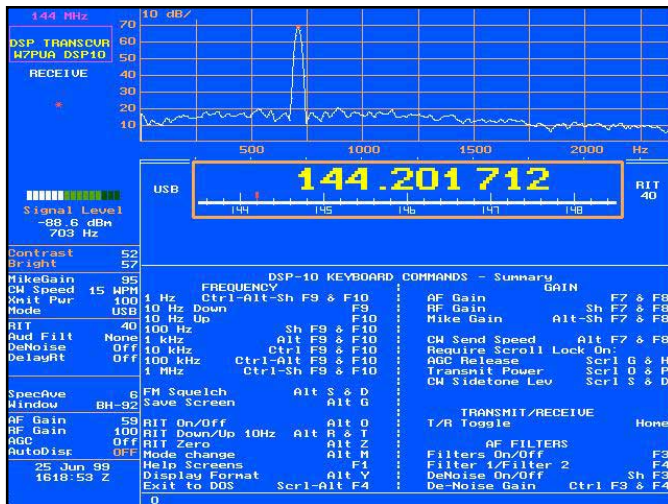 144 MHz
10 dB/
70
60
50
40
30
20
10
DSP TRANSCVR
W7PUA DSP10
RECEIVE
500
1000
1500
2000
Hz
USB
144.201 712
RIT
40
144
145
146
147
148
Signal Level
-88.6 dBm
703 Hz
Contrast 52
Bright 57
MikeGain 95
CW Speed 15 WPM
Xmit Pwr 100
Mode USB
RIT 40
Aud Filt None
DeNoise Off
DelayRt Off
SpecAve 6
Window BH-92
AF Gain 59
RF Gain 100
AGC Off
AutoDisp OFF
25 Jun 99
1618:53 Z
DSP-10 KEYBOARD COMMANDS - Summary
FREQUENCY
1 Hz Ctrl-Alt-Sh F9 & F10
10 Hz Down F9
10 Hz Up F10
100 Hz Sh F9 & F10
1 kHz Alt F9 & F10
10 kHz Ctrl F9 & F10
100 kHz Ctrl-Alt F9 & F10
1 MHz Ctrl-Sh F9 & F10
FM Squelch Alt S & D
Save Screen Alt G
RIT On/Off Alt O
RIT Down/Up 10Hz Alt R & T
RIT Zero Alt Z
Mode change Alt M
Help Screens F1
Display Format Alt Y
Exit to DOS Scrl-Alt F4
GAIN
AF Gain F7 & F8
RF Gain Sh F7 & F8
Mike Gain Alt-Sh F7 & F8
CW Send Speed Alt F7 & F8
Require Scroll Lock On:
AGC Release Scrl G & H
Transmit Power Scrl O & P
CW Sidetone Lev Scrl S & D
TRANSMIT/RECEIVE
T/R Toggle Home
AF FILTERS
Filters On/Off F3
Filter 1/Filter 2 F4
DeNoise On/Off Sh F3
De-Noise Gain Ctrl F3 & F4
0